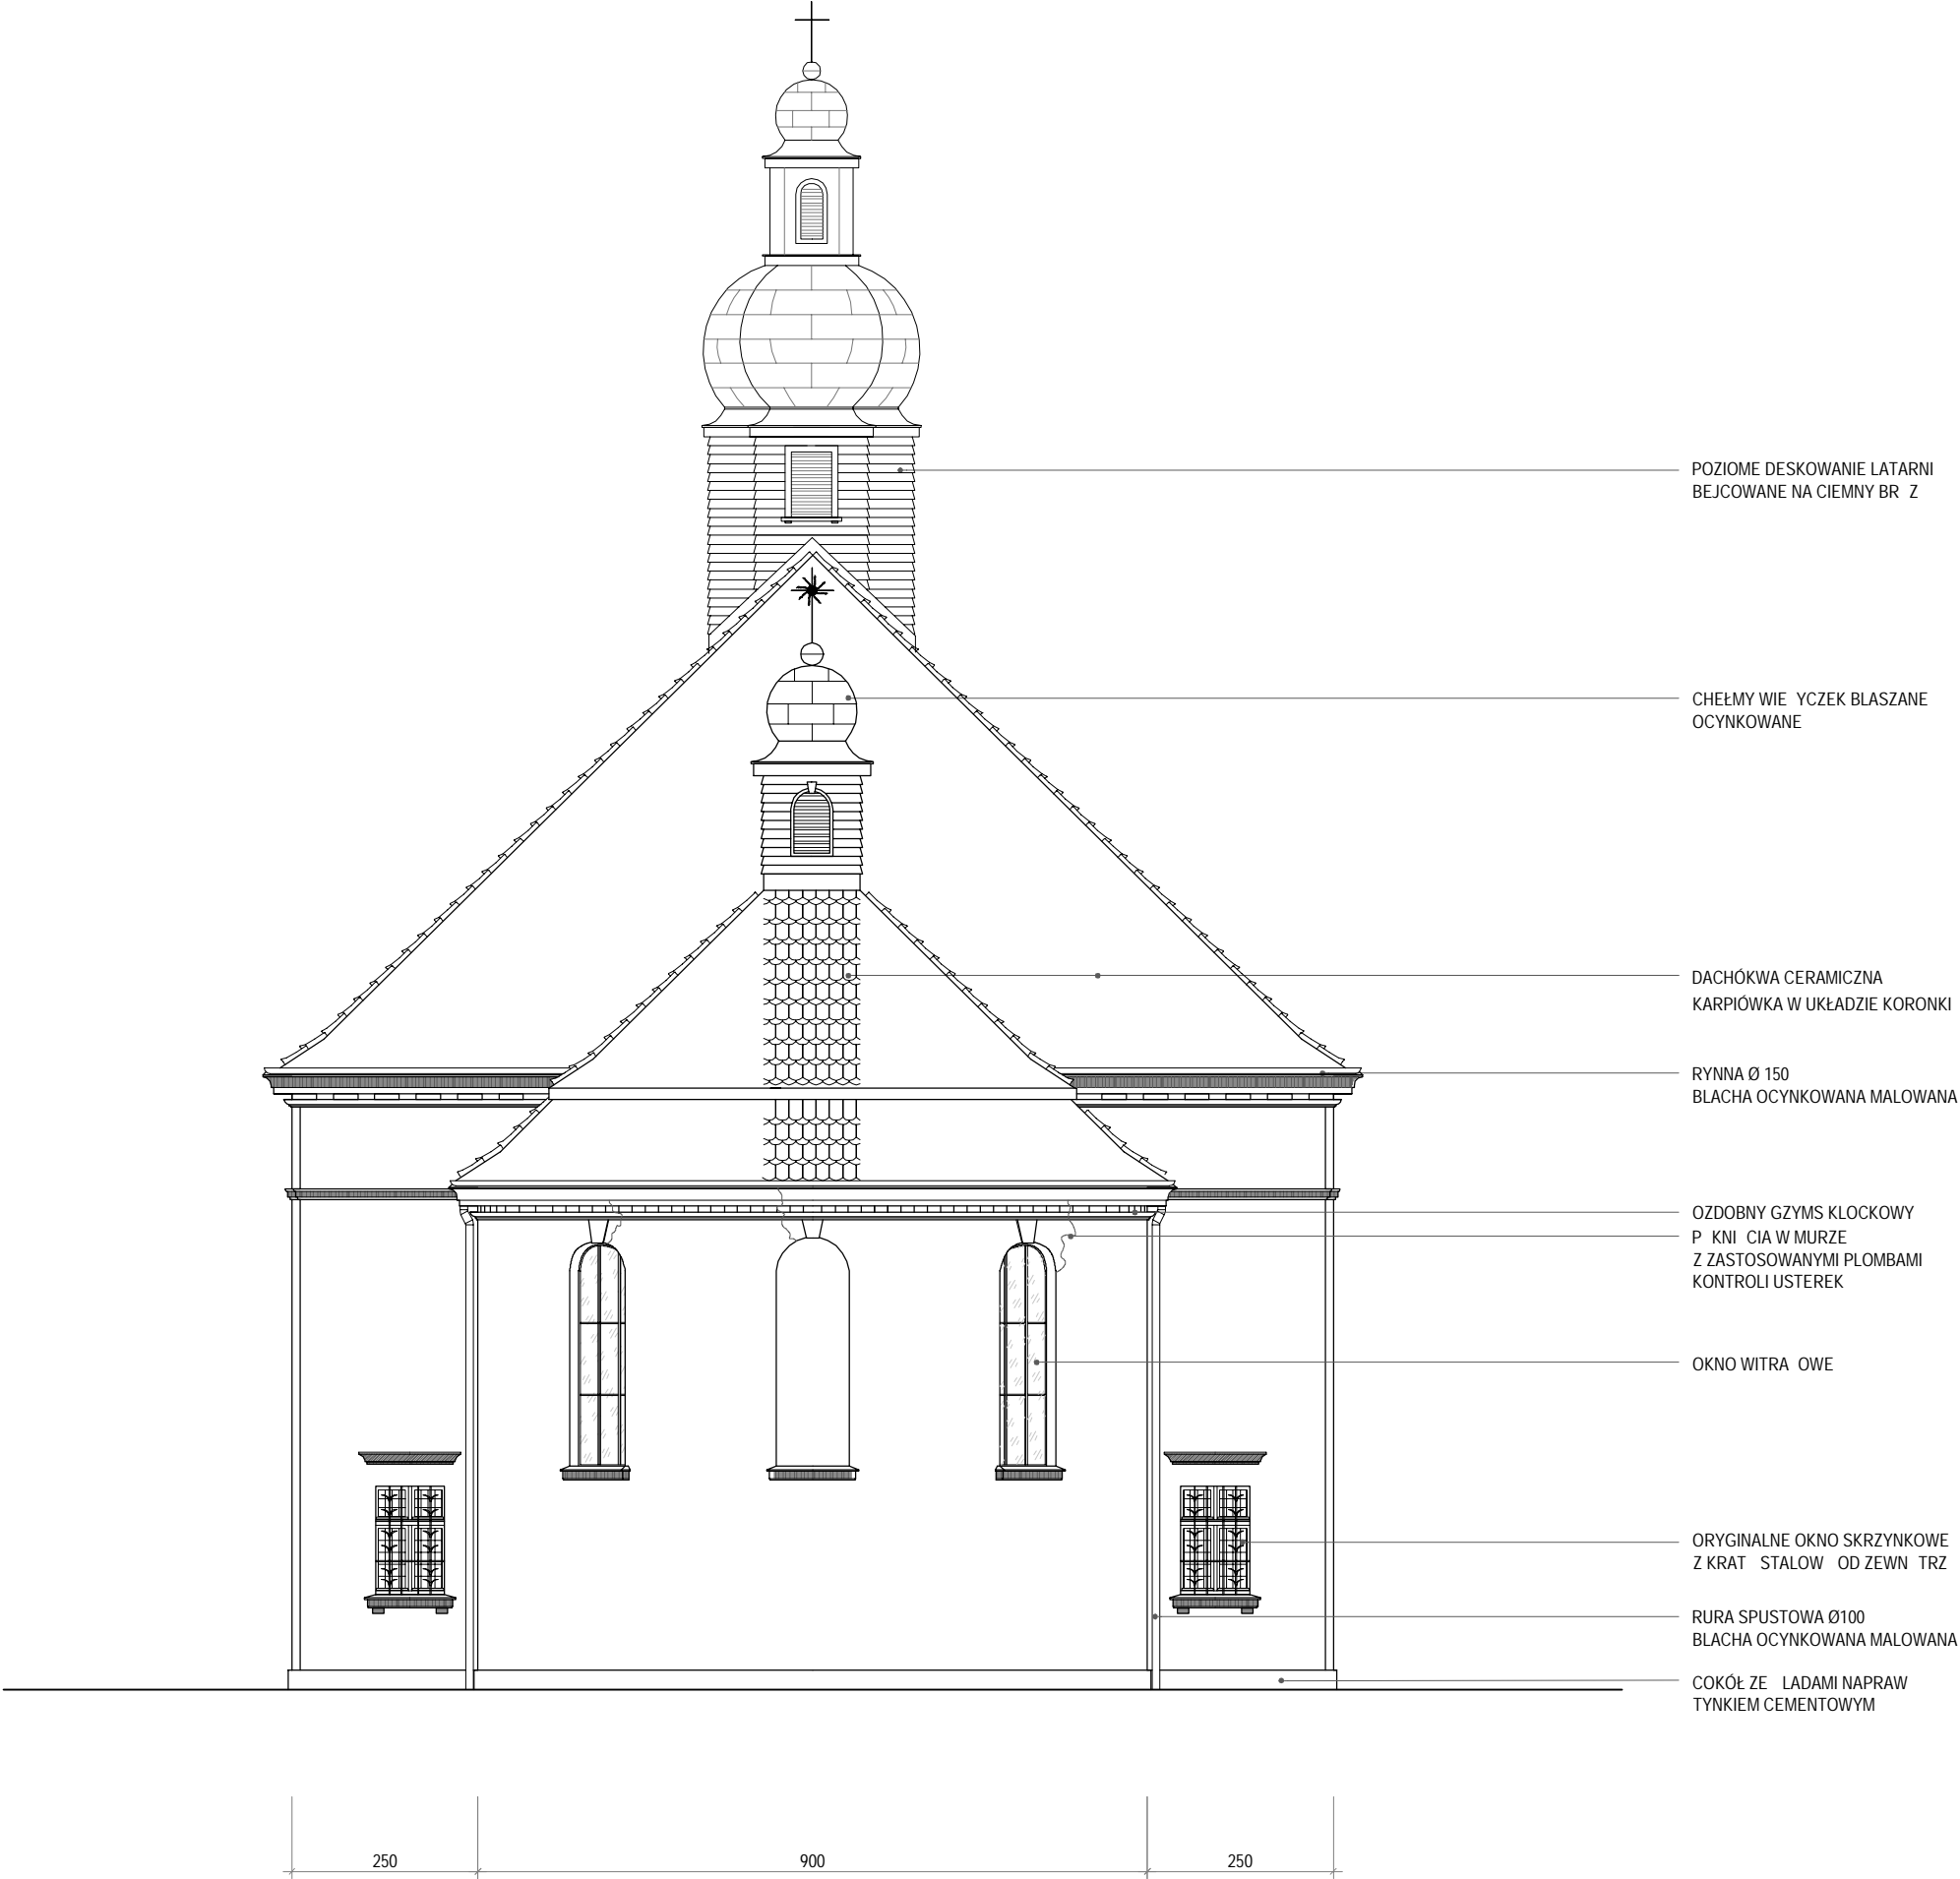 POZIOME DESKOWANIE LATARNI
BEJCOWANE NA CIEMNY BR Z
CHEŁMY WIE YCZEK BLASZANE
OCYNKOWANE
DACHÓKWA CERAMICZNA
KARPIÓWKA W UKŁADZIE KORONKI
RYNNA Ø 150
BLACHA OCYNKOWANA MALOWANA
OZDOBNY GZYMS KLOCKOWY
P KNI CIA W MURZE
Z ZASTOSOWANYMI PLOMBAMI
KONTROLI USTEREK
OKNO WITRA OWE
ORYGINALNE OKNO SKRZYNKOWE
Z KRAT STALOW OD ZEWN TRZ
RURA SPUSTOWA Ø100
BLACHA OCYNKOWANA MALOWANA
COKÓŁ ZE LADAMI NAPRAW
TYNKIEM CEMENTOWYM
250 900 250